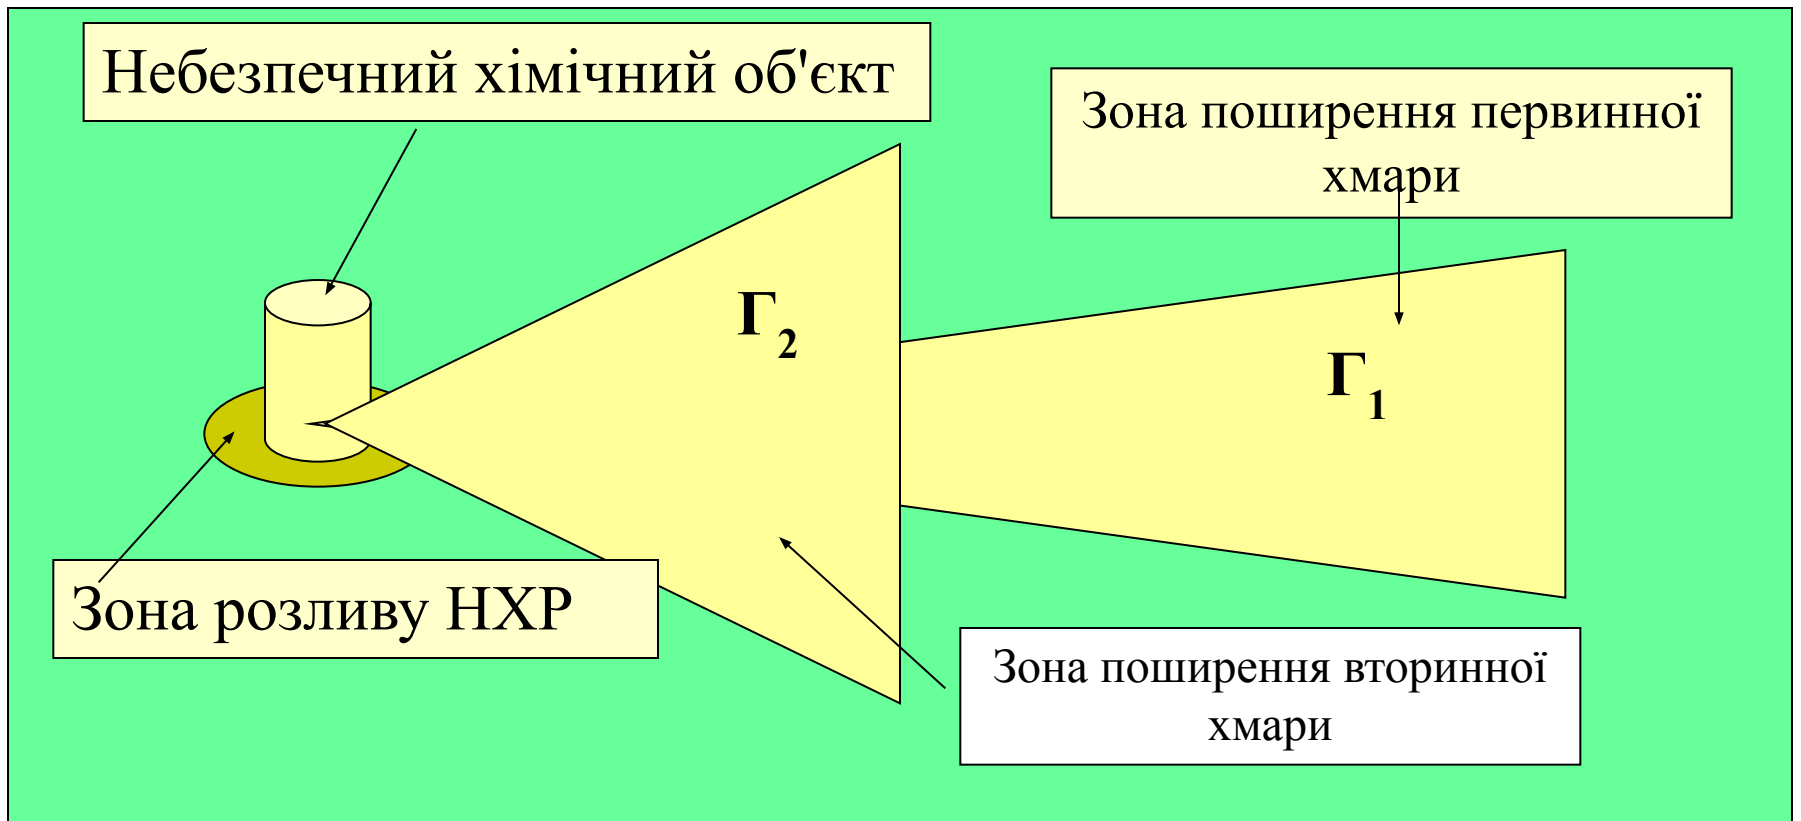 Небезпечний хімічний об'єкт
Зона поширення первинної
хмари
Г2
Г1
Зона розливу НХР
Зона поширення вторинної
хмари